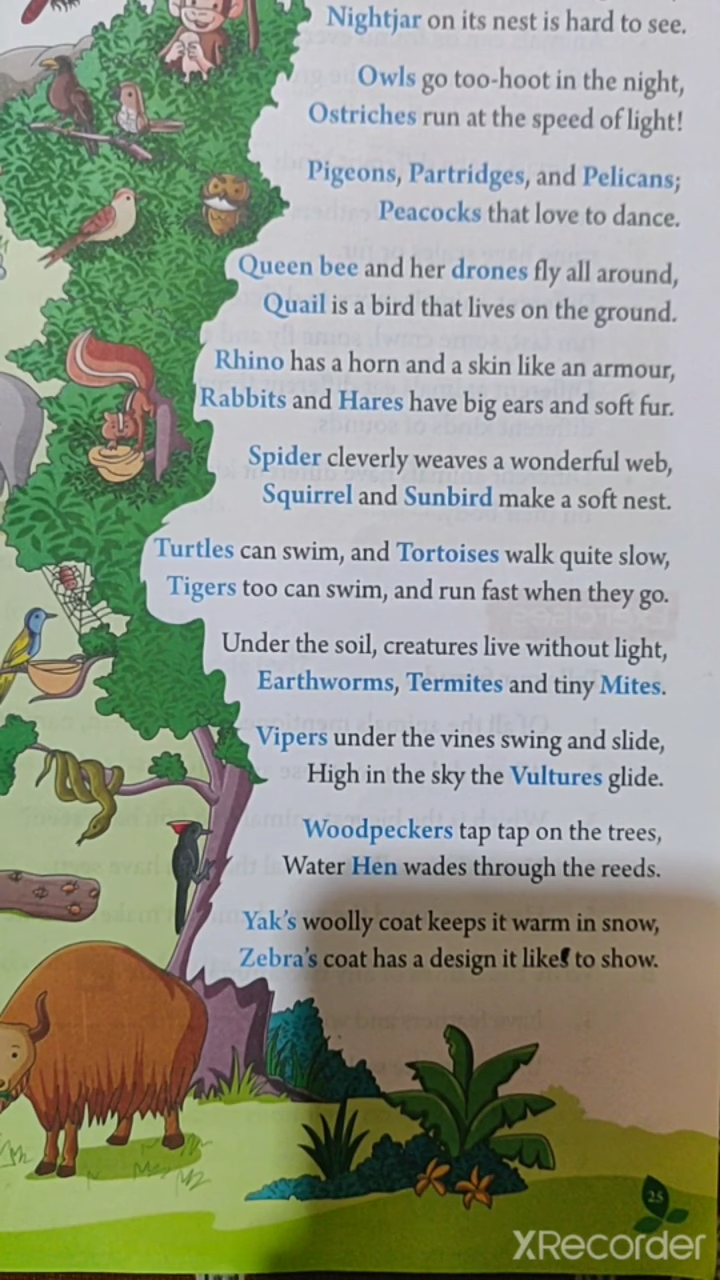 Nightjar on its nest is hard to see.
Owls go too-hoot in the night,
Ostriches run at the speed of light!
Pigeons, Partridges, and Pelicans;
Peacocks that love to dance.
Queen bee and her drones fly all around,
Quail is a bird that lives on the ground.
Rhino has a horn and a skin like an armour,
Rabbits and Hares have big ears and soft fur.
Spider cleverly weaves a wonderful web,
Squirrel and Sunbird make a soft nest.
Turtles can swim, and Tortoises walk quite slow,
Tigers too can swim, and run fast when they go.
Under the soil, creatures live without light,
Earthworms, Termites and tiny Mites.
Vipers under the vines swing and slide,
High in the sky the Vultures glide.
Woodpeckers tap tap on the trees,
Water Hen wades through the reeds.
Yak's woolly coat keeps it warm in snow,
Zebra's coat has a design it likes to show.
25
XRecorder